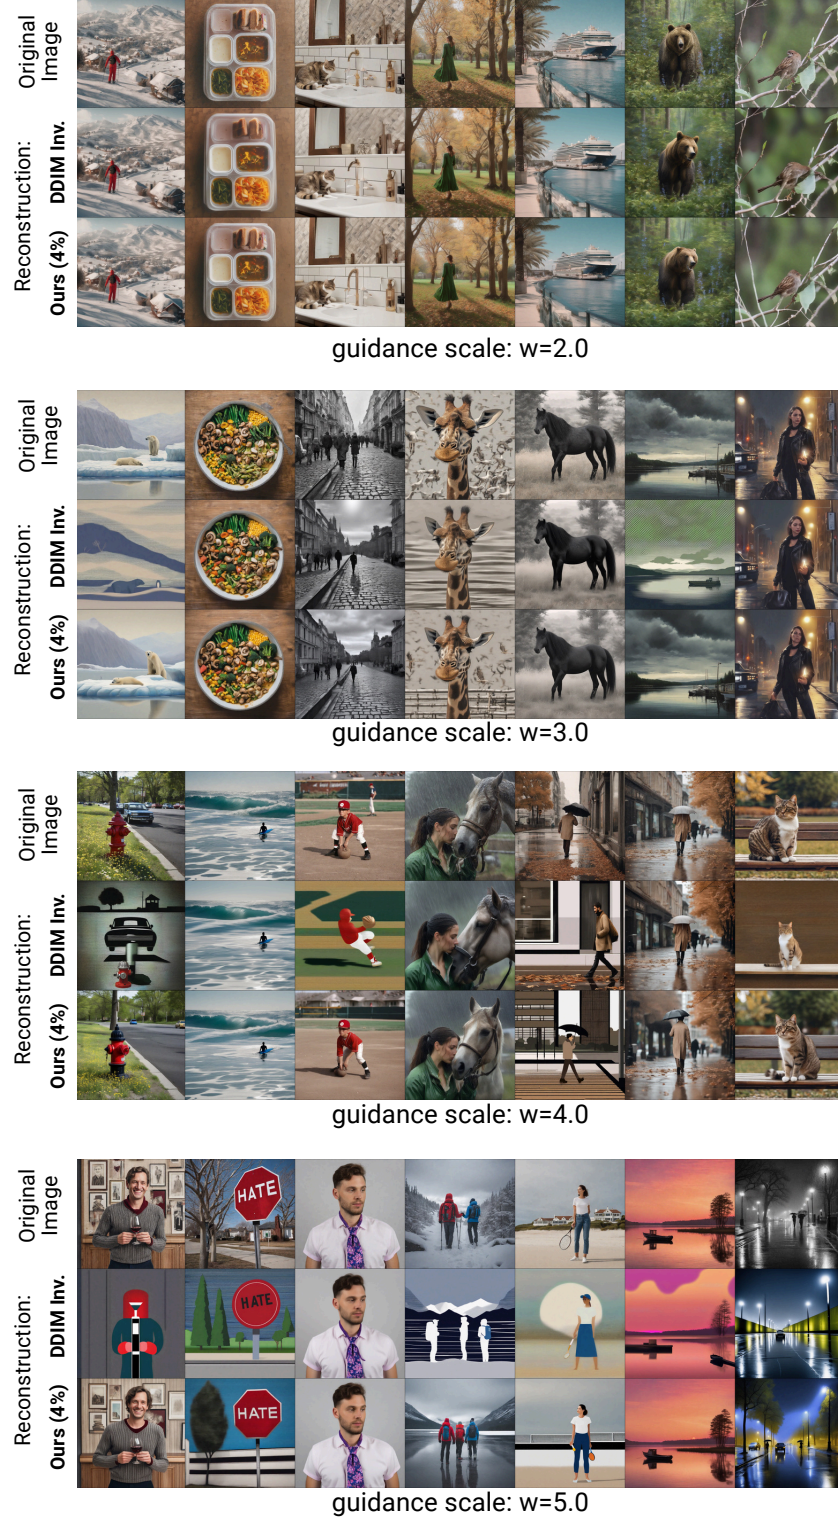 Original
Image
Reconstruction:
DDIM Inv.
Ours (4%)
guidance scale: w=2.0
Original
Image
Reconstruction:
DDIM Inv.
Ours (4%)
guidance scale: w=3.0
Original
Image
Reconstruction:
DDIM Inv.
Ours (4%)
guidance scale: w=4.0
Original
Image
HATE
Reconstruction:
DDIM Inv.
HATE
Ours (4%)
HATE
guidance scale: w=5.0